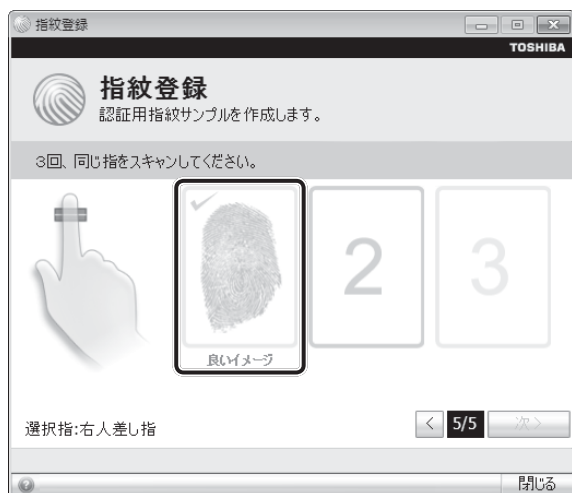 指紋登録
TOSHIBA
指紋登録
認証用指紋サンプルを作成します。
3回、同じ指をスキャンしてください。
2
3
良いイメージ
選択指:右人差し指
< 5/5 次 >
閉じる